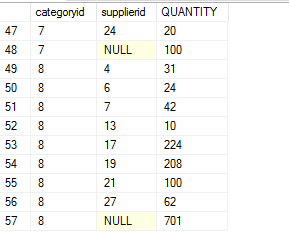 categoryid supplierid QUANTITY
47 7 24 20
48 7 NULL 100
49 8 4 31
50 8 6 24
51 8 7 42
52 8 13 10
53 8 17 224
54 8 19 208
55 8 21 100
56 8 27 62
57 8 NULL 701